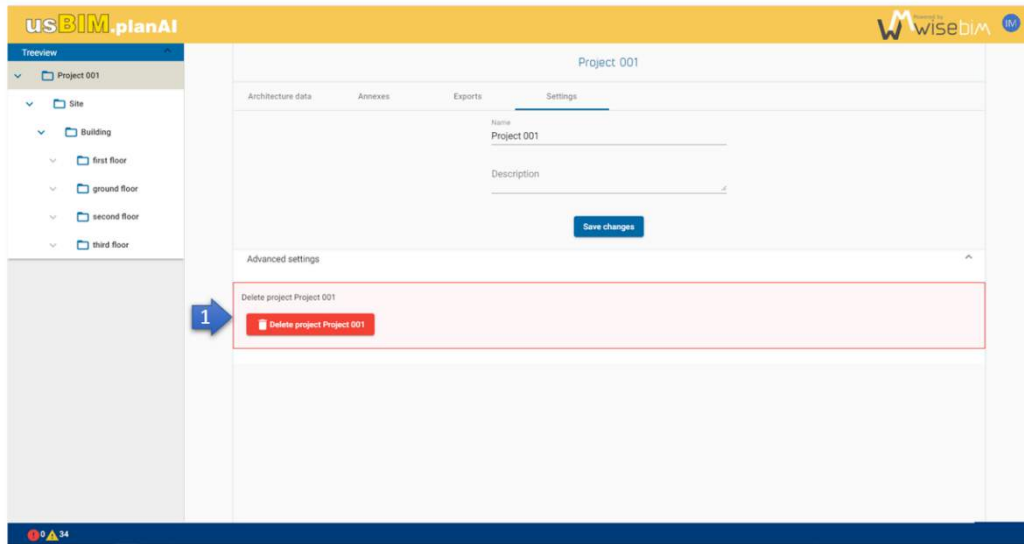 usBIM.planAI
Powered by
wisebim
IM
Treeview
Project 001
Site
Building
first floor
ground floor
second floor
third floor
Project 001
Architecture data Annexes Exports Settings
Name
Project 001
Description
Save changes
Advanced settings
1
Delete project Project 001
Delete project Project 001
0 34